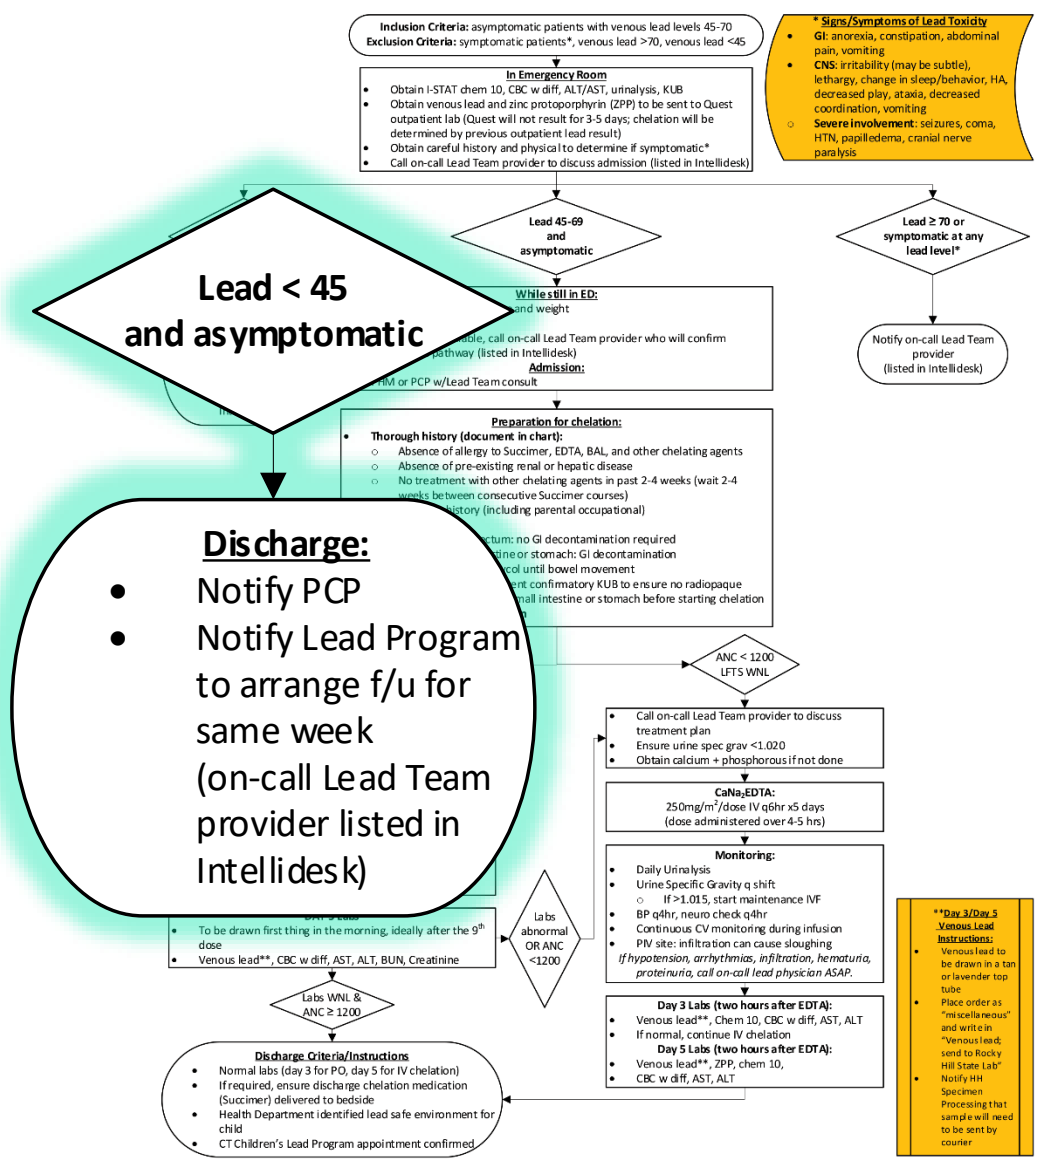 Inclusion Criteria: asymptomatic patients with venous lead levels 45-70
Exclusion Criteria: symptomatic patients*, venous lead >70, venous lead <45
* Signs/Symptoms of Lead Toxicity
• GI: anorexia, constipation, abdominal
pain, vomiting
• CNS: irritability (may be subtle),
lethargy, change in sleep/behavior, HA,
decreased play, ataxia, decreased
coordination, vomiting
○ Severe involvement: seizures, coma,
HTN, papilledema, cranial nerve
paralysis
In Emergency Room
• Obtain I-STAT chem 10, CBC w diff, ALT/AST, urinalysis, KUB
• Obtain venous lead and zinc protoporphyrin (ZPP) to be sent to Quest
outpatient lab (Quest will not result for 3-5 days; chelation will be
determined by previous outpatient lead result)
• Obtain careful history and physical to determine if symptomatic*
• Call on-call Lead Team provider to discuss admission (listed in Intellidesk)
Lead < 45
and asymptomatic
Lead 45-69
and
asymptomatic
Lead ≥ 70 or
symptomatic at any
lead level*
Notify on-call Lead Team
provider
(listed in Intellidesk)
While still in ED:
and weight
call on-call Lead Team provider who will confirm
pathway (listed in Intellidesk)
Admission:
HM or PCP w/Lead Team consult
Discharge:
• Notify PCP
• Notify Lead Program
to arrange f/u for
same week
(on-call Lead Team
provider listed in
Intellidesk)
Preparation for chelation:
• Thorough history (document in chart):
○ Absence of allergy to Succimer, EDTA, BAL, and other chelating agents
○ Absence of pre-existing renal or hepatic disease
○ No treatment with other chelating agents in past 2-4 weeks (wait 2-4
weeks between consecutive Succimer courses)
history (including parental occupational)
no GI decontamination required
or stomach: GI decontamination
until bowel movement
confirmatory KUB to ensure no radiopaque
small intestine or stomach before starting chelation
ANC < 1200
LFTS WNL
• Call on-call Lead Team provider to discuss
treatment plan
• Ensure urine spec grav <1.020
• Obtain calcium + phosphorous if not done
CaNa₂EDTA:
250mg/m²/dose IV q6hr x5 days
(dose administered over 4-5 hrs)
Monitoring:
• Daily Urinalysis
• Urine Specific Gravity q shift
○ If >1.015, start maintenance IVF
• BP q4hr, neuro check q4hr
• Continuous CV monitoring during infusion
• PIV site: infiltration can cause sloughing
If hypotension, arrhythmias, infiltration, hematuria,
proteinuria, call on-call lead physician ASAP.
Labs
abnormal
OR ANC
<1200
Labs
• To be drawn first thing in the morning, ideally after the 9th
dose
• Venous lead**, CBC w diff, AST, ALT, BUN, Creatinine
Labs WNL &
ANC ≥ 1200
Day 3 Labs (two hours after EDTA):
• Venous lead**, Chem 10, CBC w diff, AST, ALT
• If normal, continue IV chelation
Day 5 Labs (two hours after EDTA):
• Venous lead**, ZPP, chem 10,
• CBC w diff, AST, ALT
Discharge Criteria/Instructions
• Normal labs (day 3 for PO, day 5 for IV chelation)
• If required, ensure discharge chelation medication
(Succimer) delivered to bedside
• Health Department identified lead safe environment for
child
• CT Children's Lead Program appointment confirmed
**Day 3/Day 5
Venous Lead
Instructions:
• Venous lead to
be drawn in a tan
or lavender top
tube
• Place order as
"miscellaneous"
and write in
"Venous lead;
send to Rocky
Hill State Lab"
• Notify HH
Specimen
Processing that
sample will need
to be sent by
courier